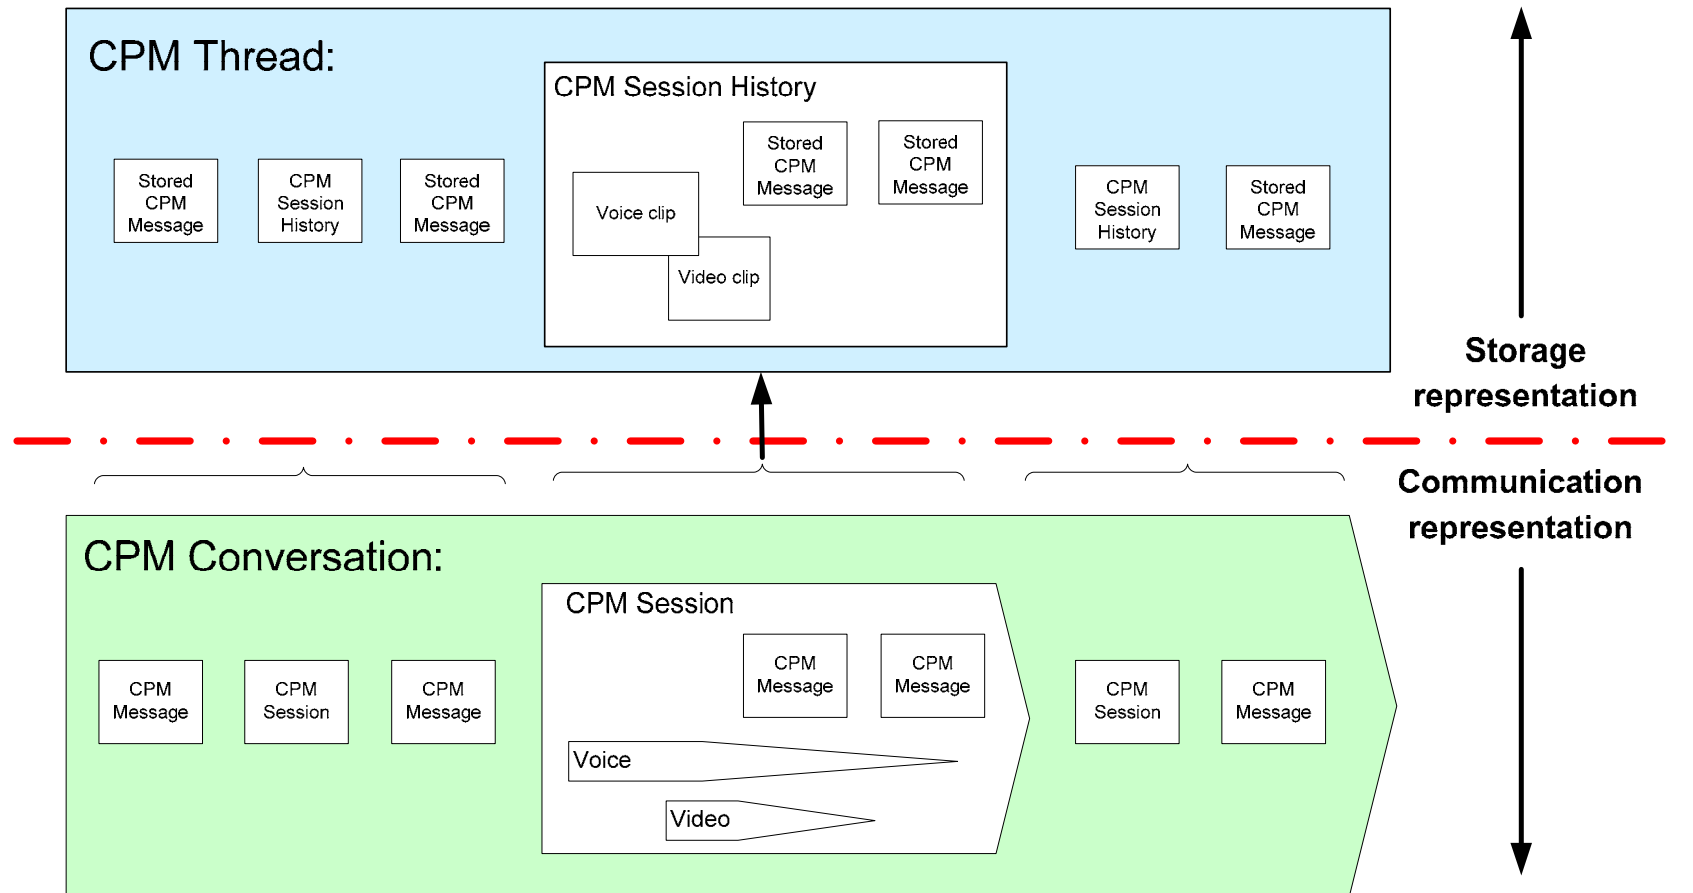 CPM Thread:
CPM Session History
Stored
CPM
Message
CPM
Session
History
Stored
CPM
Message
Voice clip
Video clip
Stored
CPM
Message
Stored
CPM
Message
CPM
Session
History
Stored
CPM
Message
Storage
representation
Communication
representation
CPM Conversation:
CPM Session
CPM
Message
CPM
Session
CPM
Message
CPM
Message
CPM
Message
Voice
Video
CPM
Session
CPM
Message